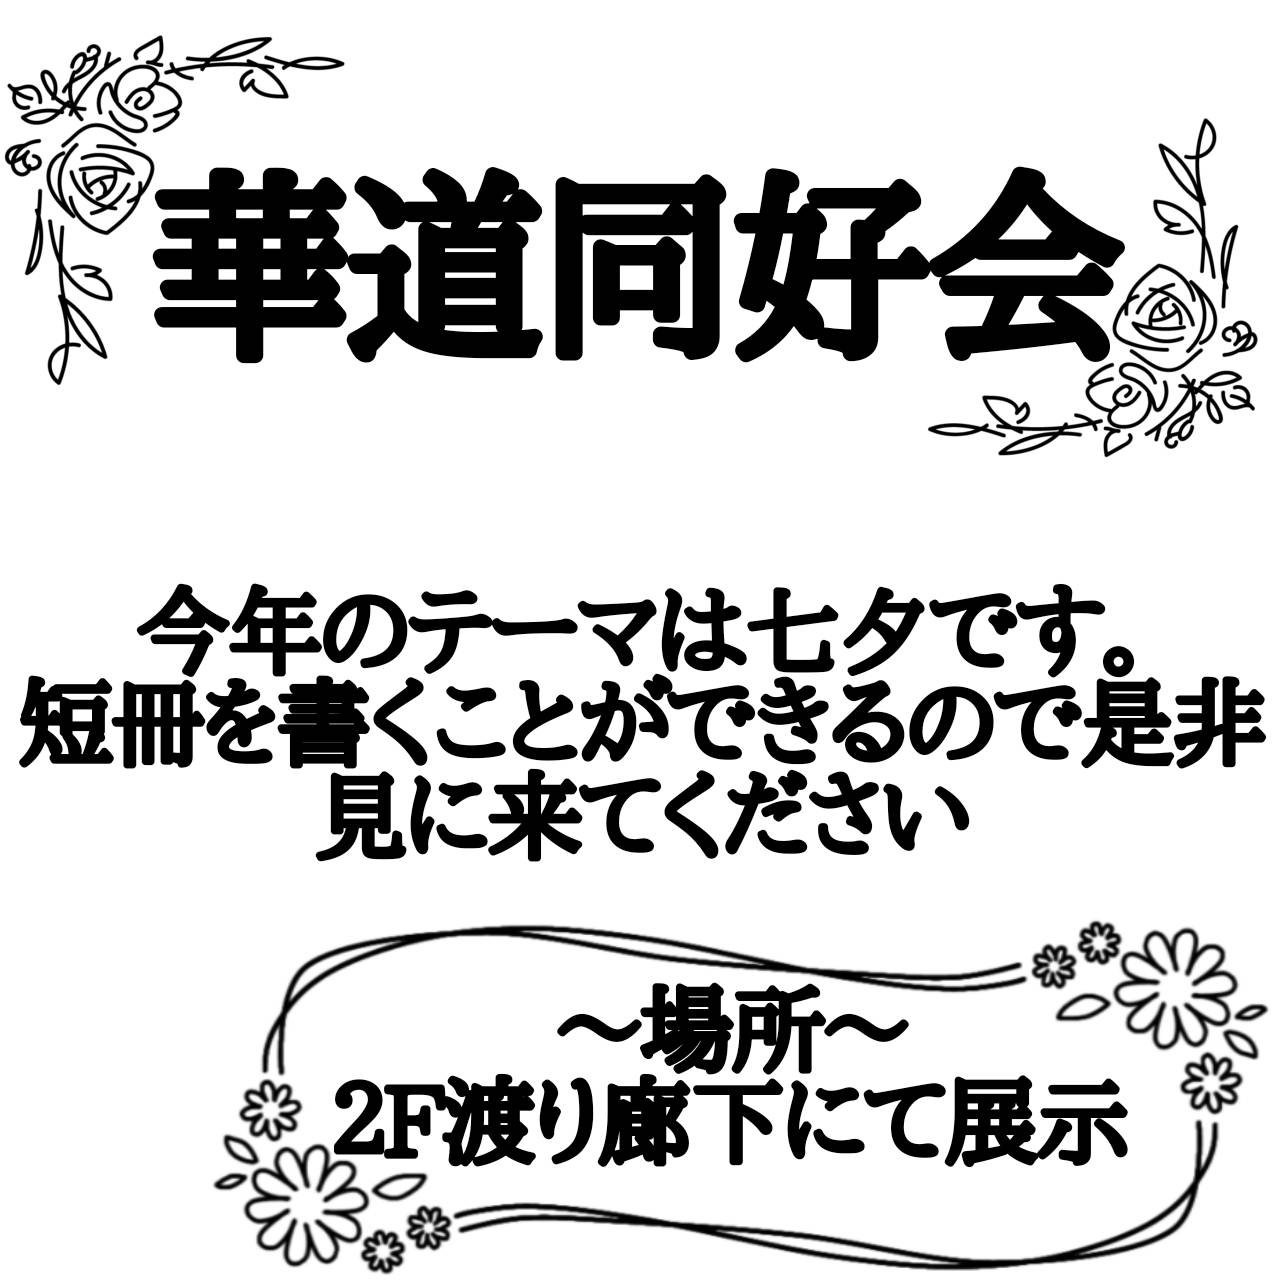 華道同好会
今年のテーマは七夕です。
短冊を書くことができるので是非
見に来てください
～場所～
2F渡り廊下にて展示